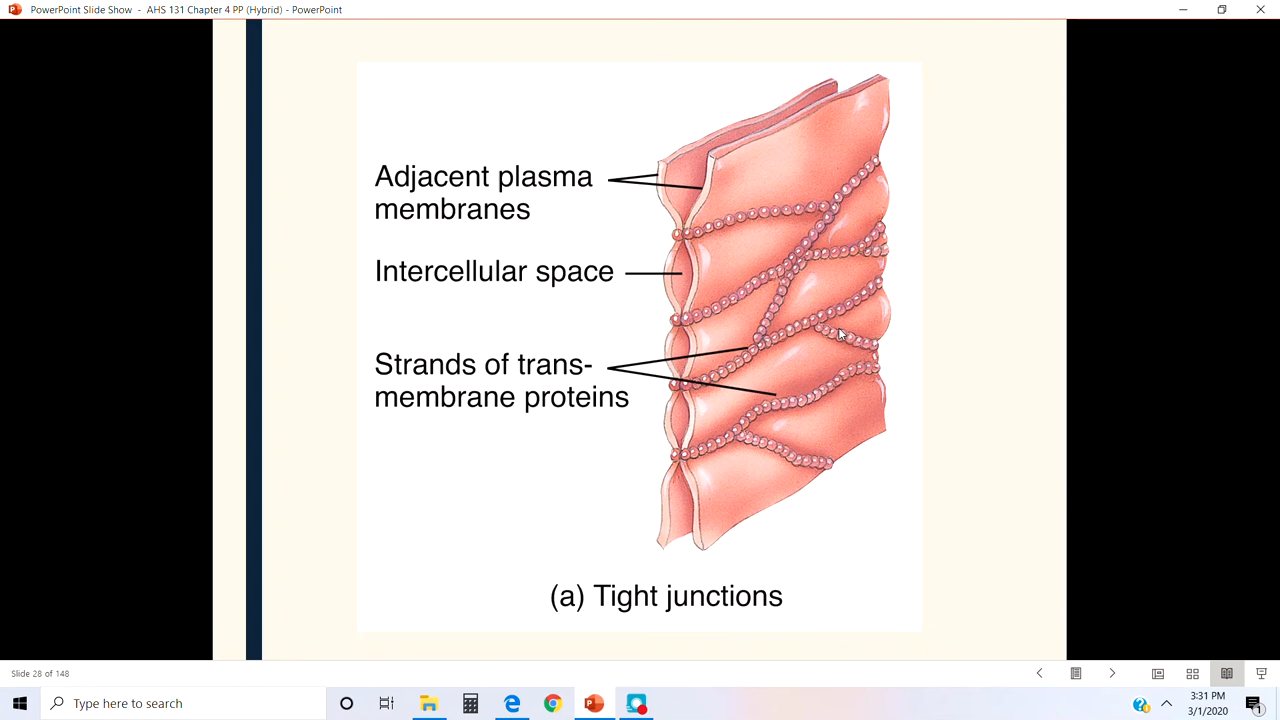 PowerPoint Slide Show - AHS 131 Chapter 4 PP (Hybrid) - PowerPoint
Adjacent plasma
membranes
Intercellular space
Strands of trans-
membrane proteins
(a) Tight junctions
Slide 28 of 148
Type here to search
3:31 PM
3/1/2020
1